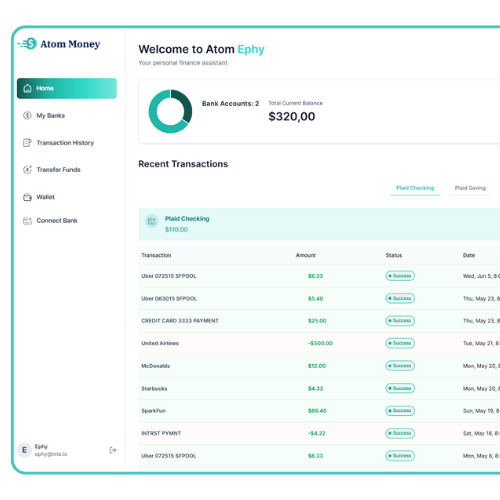 Atom Money
Welcome to Atom Ephy
Your personal finance assistant
Home
My Banks
Transaction History
Transfer Funds
Wallet
Connect Bank
Bank Accounts: 2
Total Current Balance
$320,00
Recent Transactions
Plaid Checking Plaid Saving
Plaid Checking
$110.00
Transaction Amount Status Date
Uber 072515 SFPOOL $6.33 Success Wed, Jun 5, 8:
Uber 063015 SFPOOL $5.40 Success Thu, May 23, 8
CREDIT CARD 3333 PAYMENT $25.00 Success Thu, May 23, 8
United Airlines -$500.00 Success Tue, May 21, 8:
McDonalds $12.00 Success Mon, May 20, 8
Starbucks $4.33 Success Mon, May 20, 8
SparkFun $89.40 Success Sun, May 19, 8
INTRST PYMNT -$4.22 Success Sat, May 18, 8:
Uber 072515 SFPOOL $6.33 Success Mon, May 6, 8:
E
Ephy